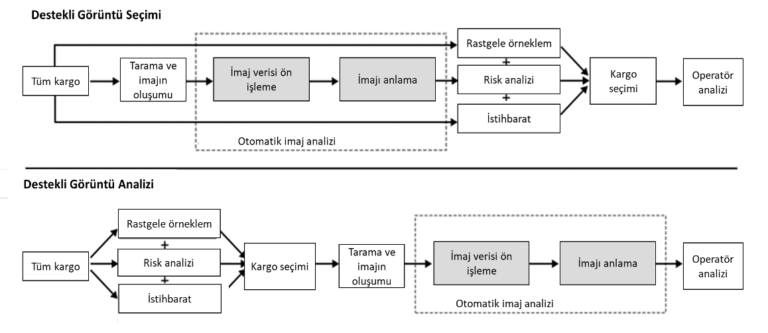 Destekli Görüntü Seçimi
Tüm kargo
Tarama ve
imajın
oluşumu
İmaj verisi ön
işleme
İmajı anlama
Otomatik imaj analizi
Rastgele örneklem
+
Risk analizi
+
İstihbarat
Kargo
seçimi
Operatör
analizi
Destekli Görüntü Analizi
Tüm kargo
Rastgele örneklem
+
Risk analizi
+
İstihbarat
Kargo seçimi
Tarama ve
imajın
oluşumu
İmaj verisi ön
işleme
İmajı anlama
Otomatik imaj analizi
Operatör
analizi